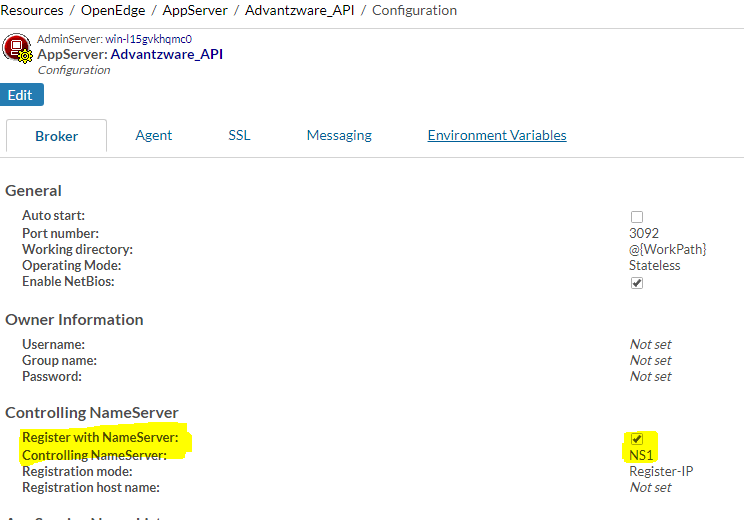 Resources / OpenEdge / AppServer / Advantzware_API / Configuration
AdminServer: win-l15gvkhqmc0
AppServer: Advantzware_API
Configuration
Edit
Broker Agent SSL Messaging Environment Variables
General
Auto start:
Port number: 3092
Working directory: @{WorkPath}
Operating Mode: Stateless
Enable NetBios:
Owner Information
Username: Not set
Group name: Not set
Password: Not set
Controlling NameServer
Register with NameServer:
Controlling NameServer: NS1
Registration mode: Register-IP
Registration host name: Not set